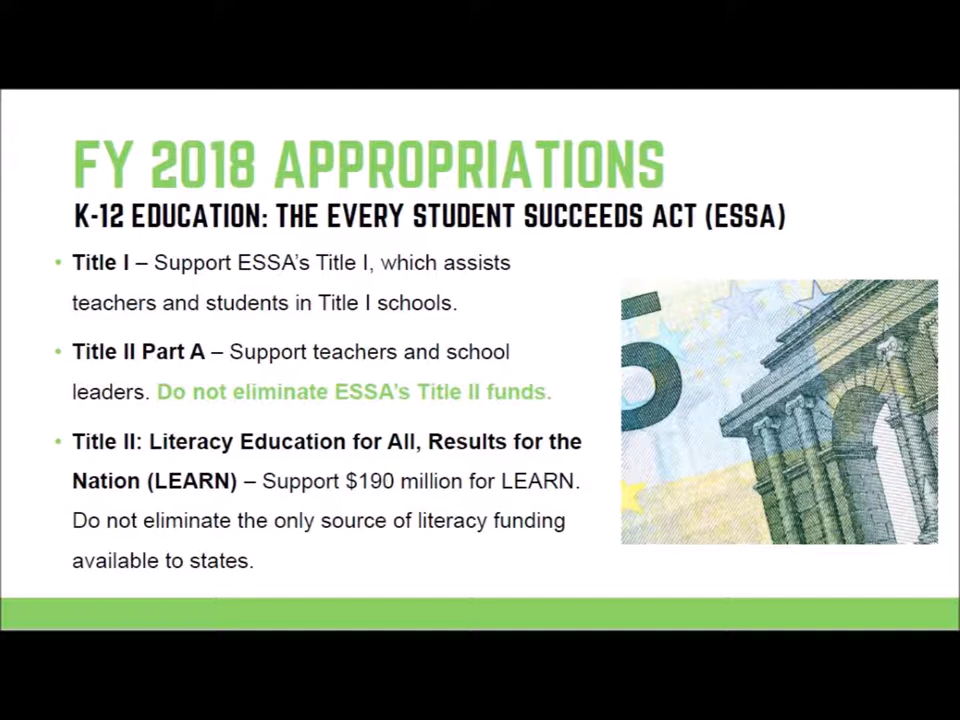 FY 2018 APPROPRIATIONS
K-12 EDUCATION: THE EVERY STUDENT SUCCEEDS ACT (ESSA)
• Title I – Support ESSA's Title I, which assists
teachers and students in Title I schools.
• Title II Part A – Support teachers and school
leaders. Do not eliminate ESSA's Title II funds.
• Title II: Literacy Education for All, Results for the
Nation (LEARN) – Support $190 million for LEARN.
Do not eliminate the only source of literacy funding
available to states.
5